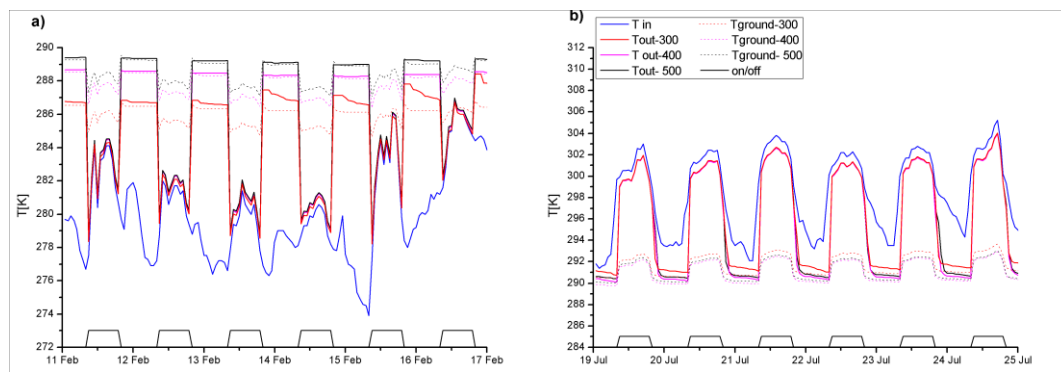 a)
T[K]
290
288
286
284
282
280
278
276
274
272
11 Feb 12 Feb 13 Feb 14 Feb 15 Feb 16 Feb 17 Feb
b)
T in
Tout-300
T out-400
Tout- 500
Tground-300
Tground-400
Tground- 500
on/off
T[K]
312
310
308
306
304
302
300
298
296
294
292
290
288
286
284
19 Jul 20 Jul 21 Jul 22 Jul 23 Jul 24 Jul 25 Jul